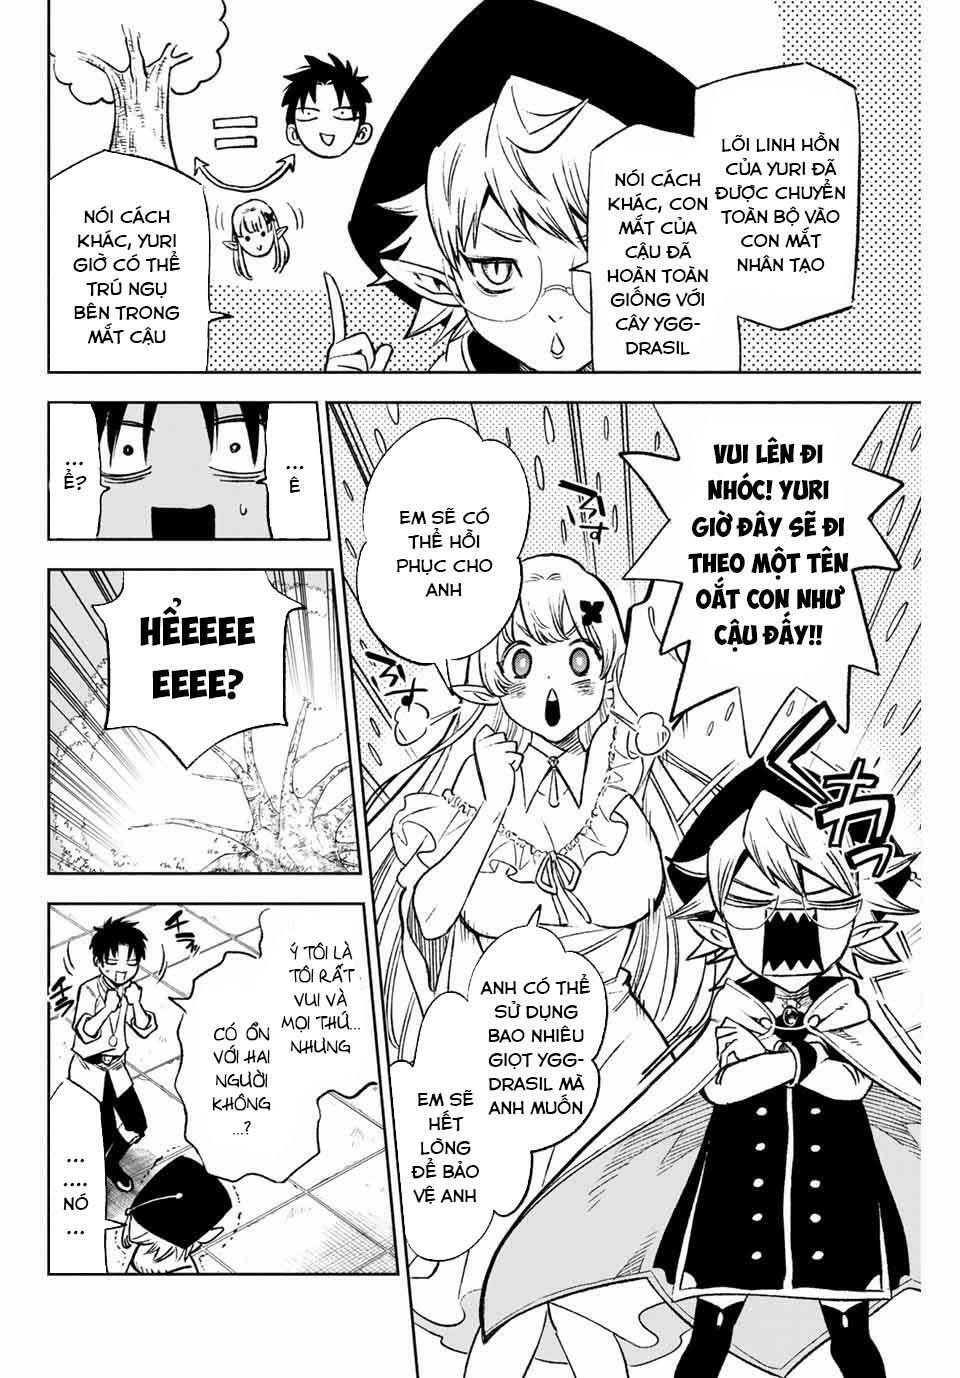 LÕI LINH HỒN
CỦA YURI ĐÃ
ĐƯỢC CHUYỂN
TOÀN BỘ VÀO
CON MẮT
NHÂN TẠO
NÓI CÁCH
KHÁC, CON
MẮT CỦA
CẬU ĐÃ
HOÀN TOÀN
GIỐNG VỚI
CÂY YGG-
DRASIL
NÓI CÁCH
KHÁC, YURI
GIỜ CÓ THỂ
TRÚ NGỤ
BÊN TRONG
MẮT CẬU
VUI LÊN ĐI
NHÓC! YURI
GIỜ ĐÂY SẼ ĐI
THEO MỘT TÊN
OẮT CON NHƯ
CẬU ĐẤY!!
EM SẼ CÓ
THỂ HỒI
PHỤC CHO
ANH
ANH CÓ THỂ
SỬ DỤNG
BAO NHIÊU
GIỌT YGG-
DRASIL MÀ
ANH MUỐN
EM SẼ
HẾT
LÒNG
ĐỂ BẢO
VỆ ANH
...
Ê
...
Ể?
HỂEEEE
EEEE?
Ý TÔI LÀ
TÔI RẤT
VUI VÀ
MỌI THỨ...
NHƯNG
CÓ ỔN
VỚI HAI
NGƯỜI
KHÔNG
...?
...
....
NÓ
...